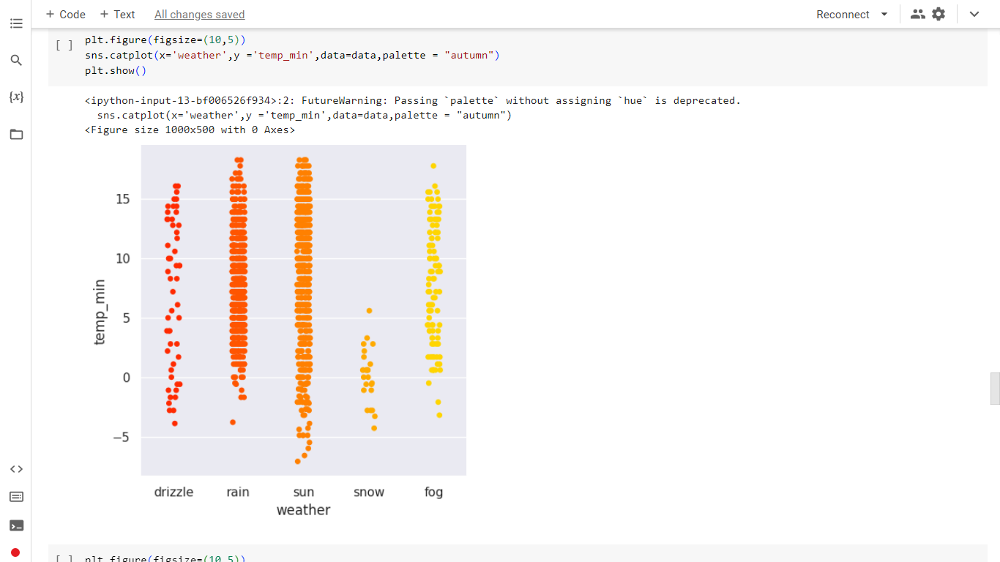 + Code + Text All changes saved Reconnect
[ ] plt.figure(figsize=(10,5))
sns.catplot(x='weather',y ='temp_min',data=data,palette = "autumn")
plt.show()
{x}
<ipython-input-13-bf006526f934>:2: FutureWarning: Passing `palette` without assigning `hue` is deprecated.
sns.catplot(x='weather',y ='temp_min',data=data,palette = "autumn")
<Figure size 1000x500 with 0 Axes>
15
10
5
0
−5
temp_min
drizzle rain sun snow fog
weather
[ ] plt.figure(figsize=(10,5))